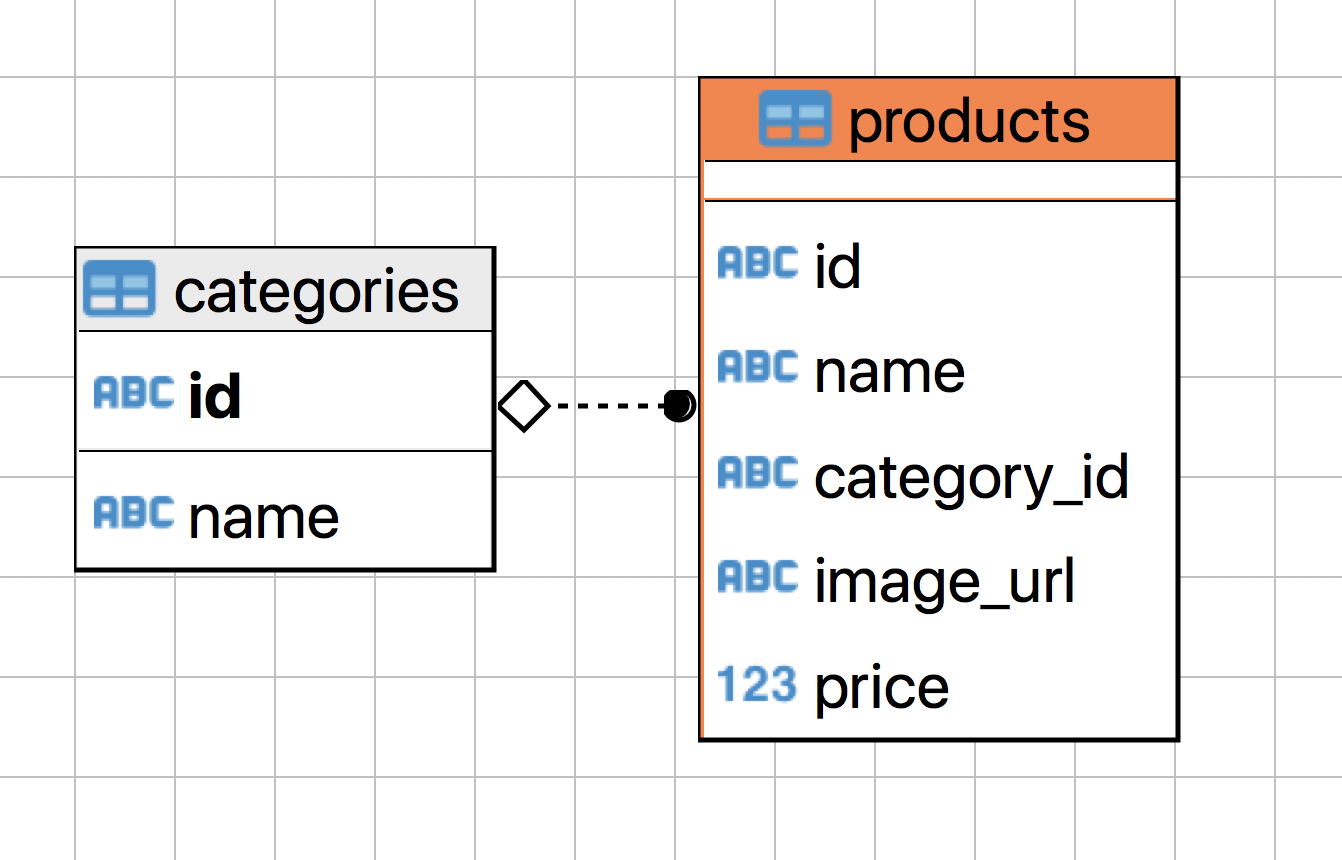 categories
ABC id
ABC name
products
ABC id
ABC name
ABC category_id
ABC image_url
123 price